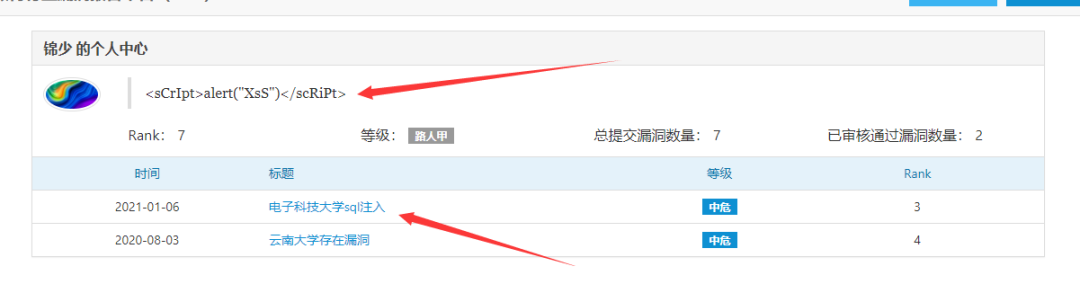 锦少 的个人中心
<sCrIpt>alert("XsS")</scRiPt>
Rank： 7 等级： 路人甲 总提交漏洞数量： 7 已审核通过漏洞数量： 2
时间 标题 等级 Rank
2021-01-06 电子科技大学sql注入 中危 3
2020-08-03 云南大学存在漏洞 中危 4